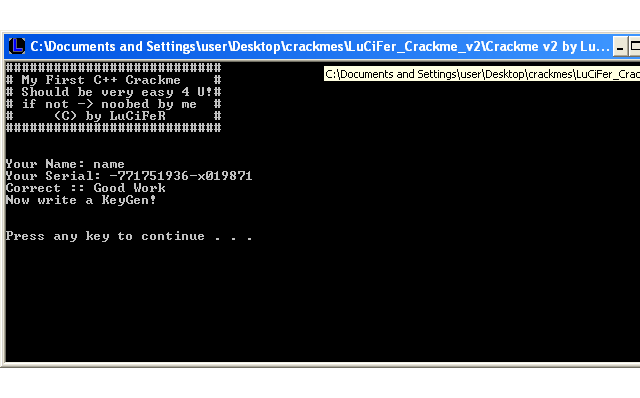 C:\Documents and Settings\user\Desktop\crackmes\LuCiFer_Crackme_v2\Crackme v2 by Lu...
###########################
# My First C++ Crackme    #
C:\Documents and Settings\user\Desktop\crackmes\LuCiFer_Crac
# Should be very easy 4 U!#
# if not -> noobed by me  #
#     (C) by LuCiFeR      #
###########################
Your Name: name
Your Serial: -771751936-x019871
Correct :: Good Work
Now write a KeyGen!
Press any key to continue . . .